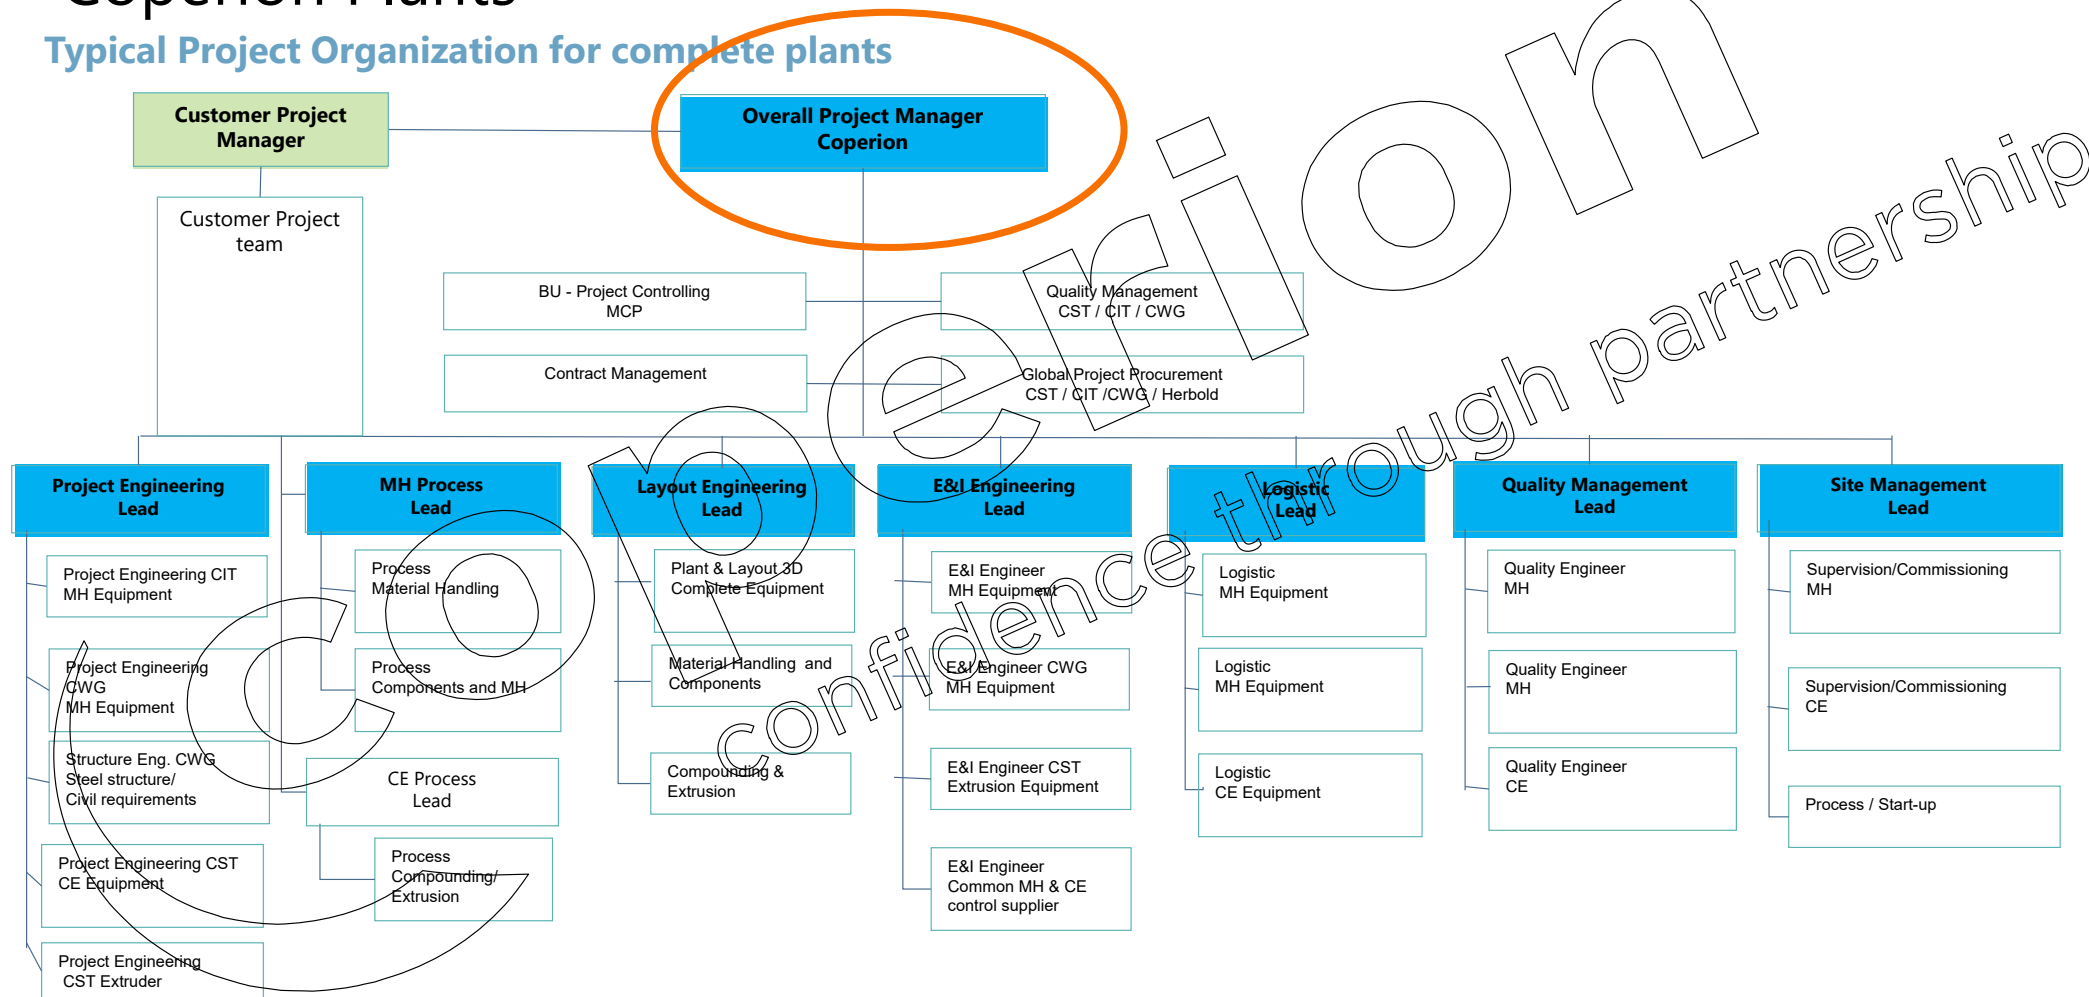 Coperion Plants
Typical Project Organization for complete plants
Customer Project
Manager
Overall Project Manager
Coperion
Customer Project
team
BU - Project Controlling
MCP
Quality Management
CST / CIT / CWG
Contract Management
Global Project Procurement
CST / CIT /CWG / Herbold
Project Engineering
Lead
MH Process
Lead
Layout Engineering
Lead
E&I Engineering
Lead
Logistic
Lead
Quality Management
Lead
Site Management
Lead
Project Engineering CIT
MH Equipment
Project Engineering
CWG
MH Equipment
Structure Eng. CWG
Steel structure/
Civil requirements
Project Engineering CST
CE Equipment
Project Engineering
CST Extruder
Process
Material Handling
Process
Components and MH
CE Process
Lead
Process
Compounding/
Extrusion
Plant & Layout 3D
Complete Equipment
Material Handling and
Components
Compounding &
Extrusion
E&I Engineer
MH Equipment
E&I Engineer CWG
MH Equipment
E&I Engineer CST
Extrusion Equipment
E&I Engineer
Common MH & CE
control supplier
Logistic
MH Equipment
Logistic
MH Equipment
Logistic
CE Equipment
Quality Engineer
MH
Quality Engineer
MH
Quality Engineer
CE
Supervision/Commissioning
MH
Supervision/Commissioning
CE
Process / Start-up
coperion
confidence through partnership